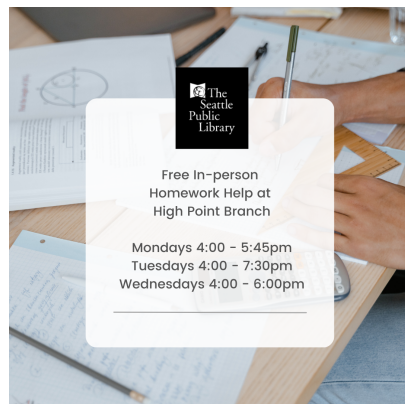 The
Seattle
Public
Library
Free In-person
Homework Help at
High Point Branch
Mondays 4:00 - 5:45pm
Tuesdays 4:00 - 7:30pm
Wednesdays 4:00 - 6:00pm